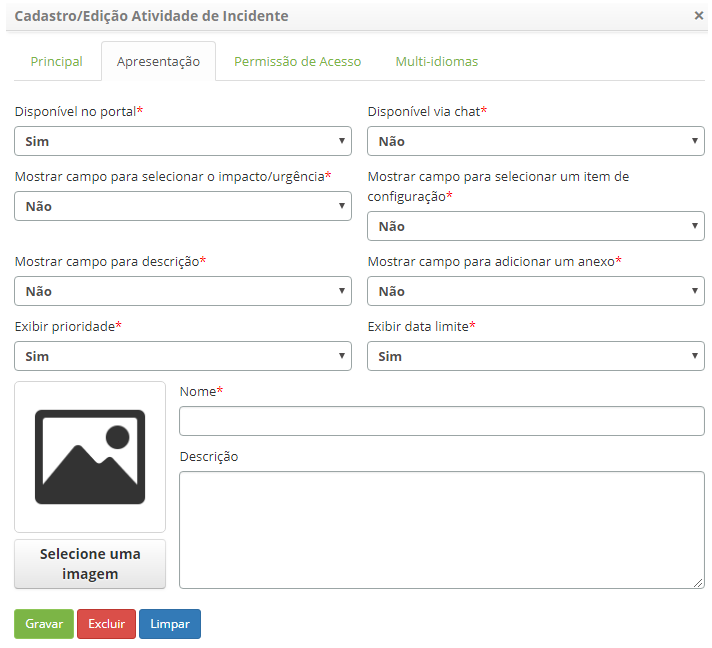 Cadastro/Edição Atividade de Incidente ×
Principal Apresentação Permissão de Acesso Multi-idiomas
Disponível no portal* Disponível via chat*
Sim Não
Mostrar campo para selecionar o impacto/urgência* Mostrar campo para selecionar um item de
configuração*
Não Não
Mostrar campo para descrição* Mostrar campo para adicionar um anexo*
Não Não
Exibir prioridade* Exibir data limite*
Sim Sim
Nome*
Descrição
Selecione uma
imagem
Gravar Excluir Limpar